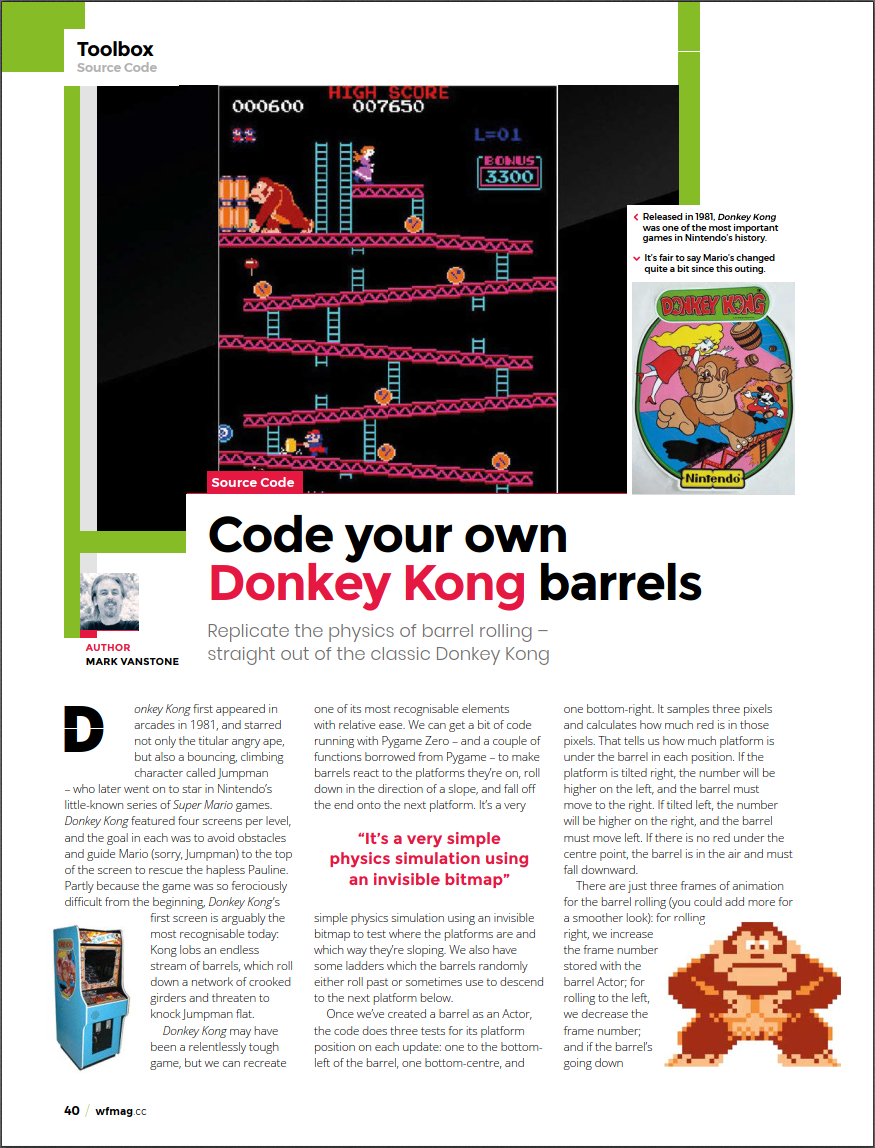 Toolbox
Source Code
HIGH SCORE
000600 007650
L=01
BONUS
3300
Released in 1981, Donkey Kong
was one of the most important
games in Nintendo's history.
It's fair to say Mario's changed
quite a bit since this outing.
DONKEY KONG
Nintendo
Source Code
Code your own
Donkey Kong barrels
Replicate the physics of barrel rolling –
straight out of the classic Donkey Kong
AUTHOR
MARK VANSTONE
Donkey Kong first appeared in
arcades in 1981, and starred
not only the titular angry ape,
but also a bouncing, climbing
character called Jumpman
– who later went on to star in Nintendo's
little-known series of Super Mario games.
Donkey Kong featured four screens per level,
and the goal in each was to avoid obstacles
and guide Mario (sorry, Jumpman) to the top
of the screen to rescue the hapless Pauline.
Partly because the game was so ferociously
difficult from the beginning, Donkey Kong's
first screen is arguably the
most recognisable today:
Kong lobs an endless
stream of barrels, which roll
down a network of crooked
girders and threaten to
knock Jumpman flat.
Donkey Kong may have
been a relentlessly tough
game, but we can recreate
one of its most recognisable elements
with relative ease. We can get a bit of code
running with Pygame Zero – and a couple of
functions borrowed from Pygame – to make
barrels react to the platforms they're on, roll
down in the direction of a slope, and fall off
the end onto the next platform. It's a very
"It's a very simple
physics simulation using
an invisible bitmap"
simple physics simulation using an invisible
bitmap to test where the platforms are and
which way they're sloping. We also have
some ladders which the barrels randomly
either roll past or sometimes use to descend
to the next platform below.
Once we've created a barrel as an Actor,
the code does three tests for its platform
position on each update: one to the bottom-
left of the barrel, one bottom-centre, and
one bottom-right. It samples three pixels
and calculates how much red is in those
pixels. That tells us how much platform is
under the barrel in each position. If the
platform is tilted right, the number will be
higher on the left, and the barrel must
move to the right. If tilted left, the number
will be higher on the right, and the barrel
must move left. If there is no red under the
centre point, the barrel is in the air and must
fall downward.
There are just three frames of animation
for the barrel rolling (you could add more for
a smoother look): for rolling
right, we increase
the frame number
stored with the
barrel Actor; for
rolling to the left,
we decrease the
frame number;
and if the barrel's
going down
40 / wfmag.cc